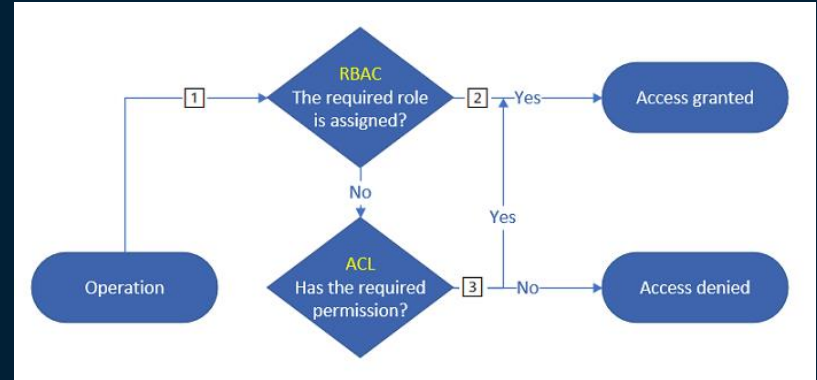 RBAC
The required role
is assigned?
1
2
Yes
Access granted
No
Yes
Operation
ACL
Has the required
permission?
3
No
Access denied